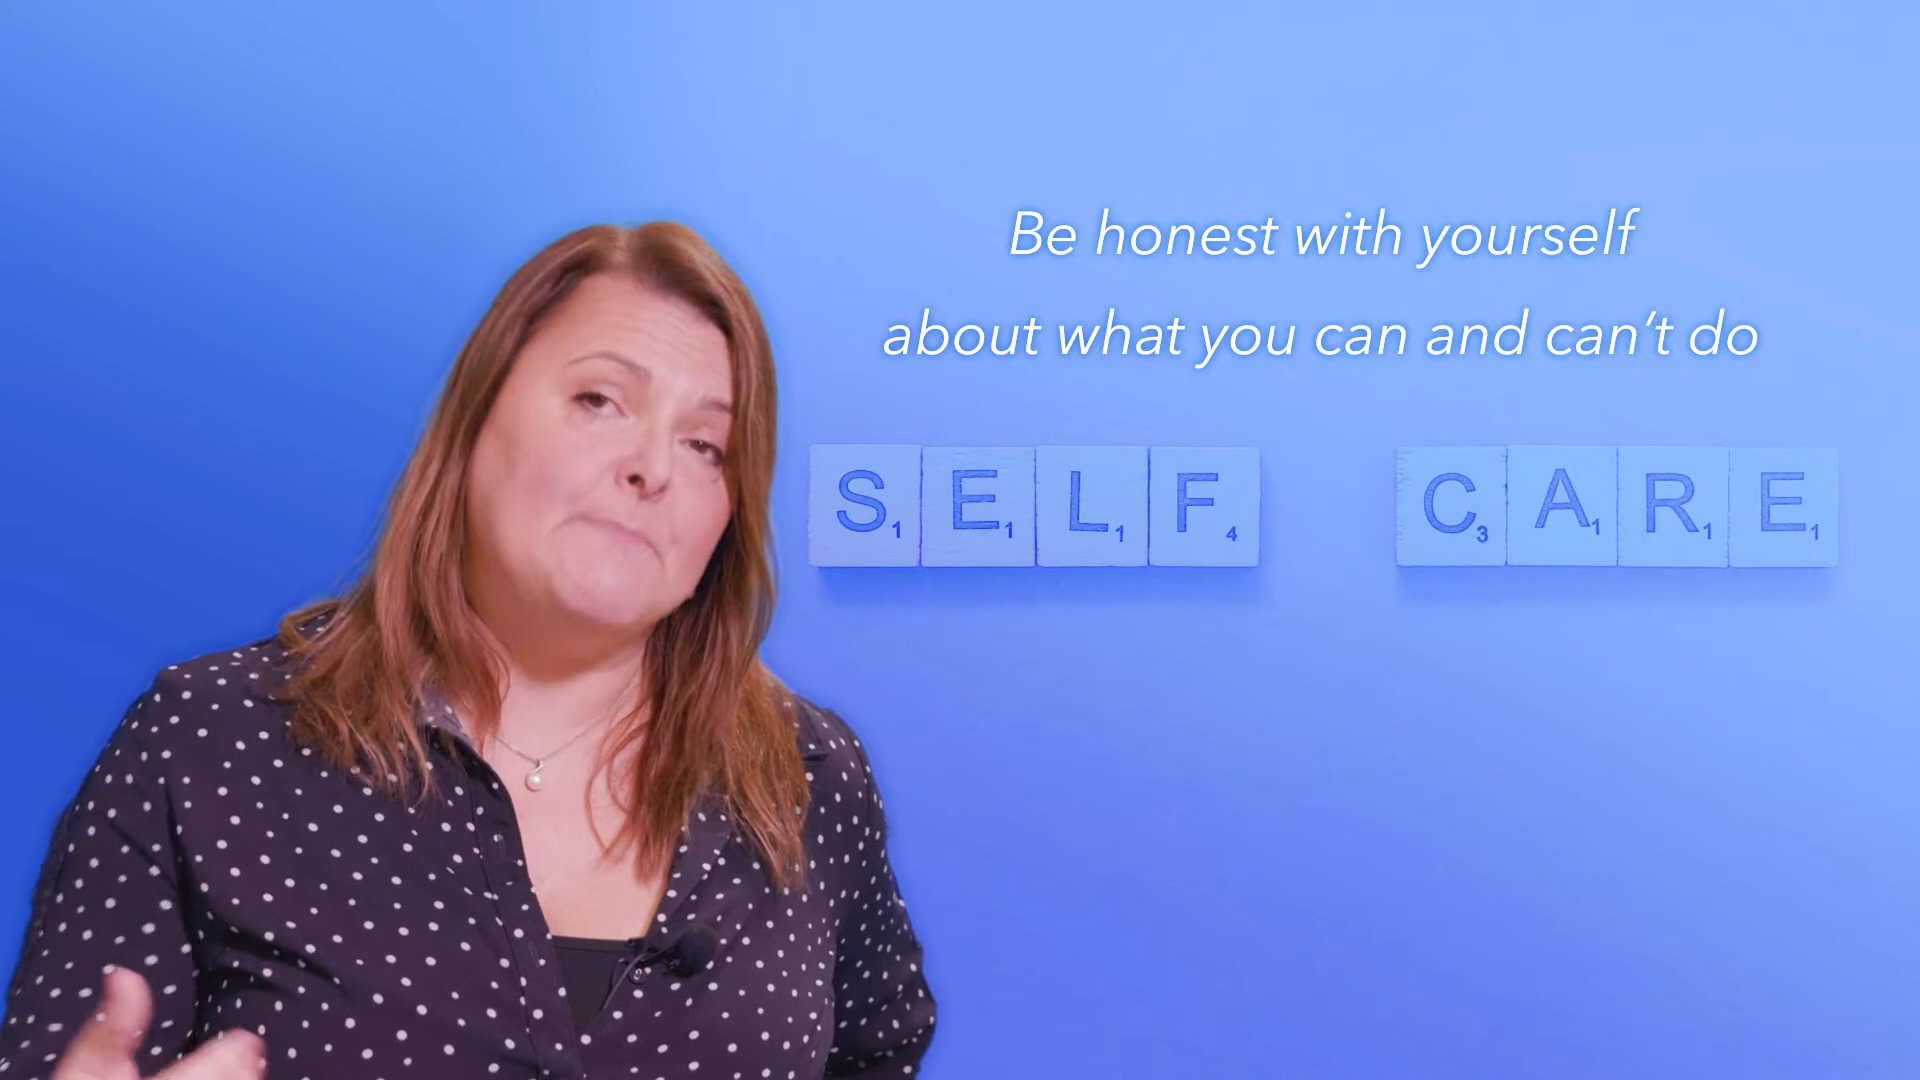 Be honest with yourself
about what you can and can't do
S1 E1 L1 F4 C3 A1 R1 E1